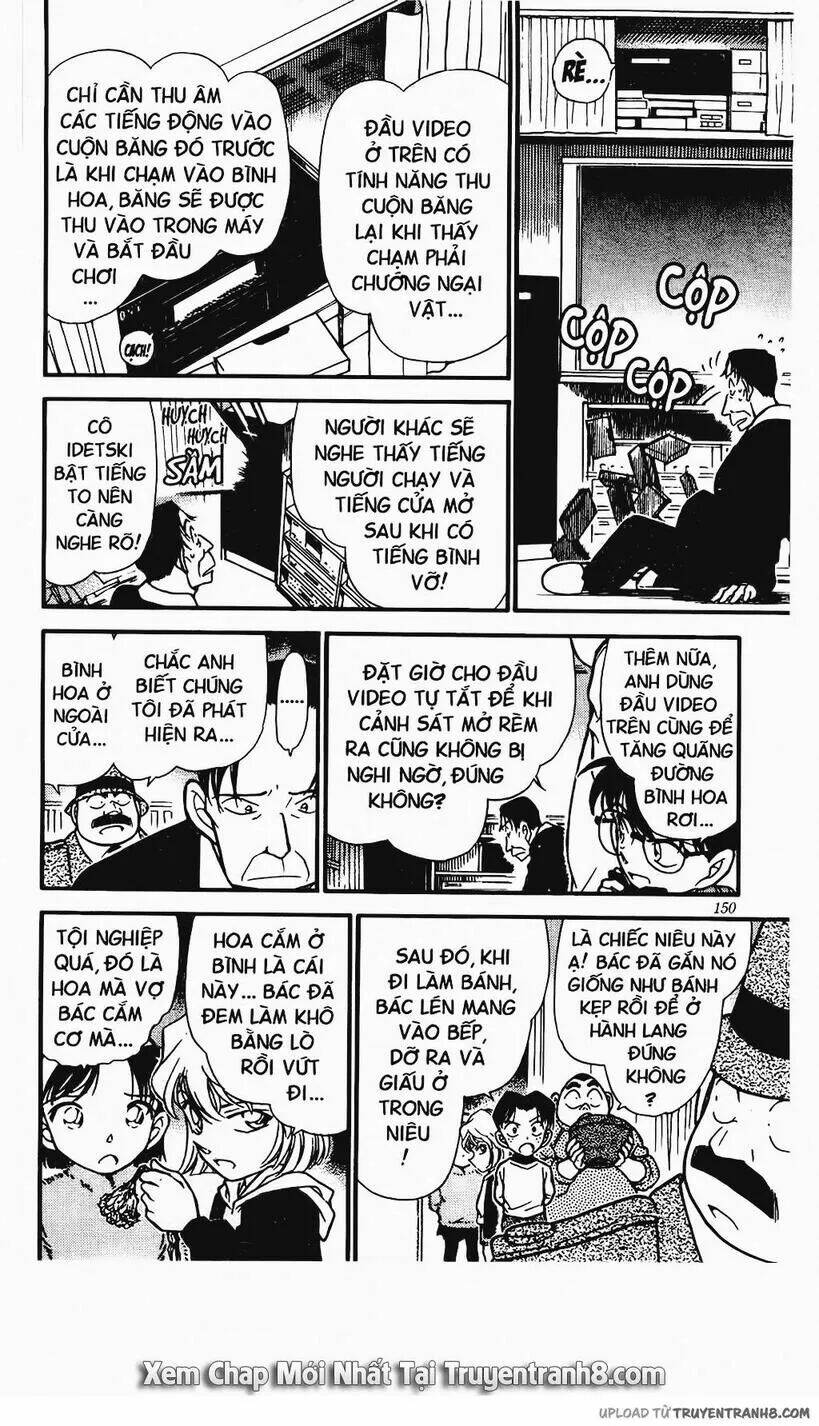 RÈ...
CỘP
CỘP
CỘP
ĐẦU VIDEO
Ở TRÊN CÓ
TÍNH NĂNG THU
CUỘN BĂNG
LẠI KHI THẤY
CHẠM PHẢI
CHƯỚNG NGẠI
VẬT...
CHỈ CẦN THU ÂM
CÁC TIẾNG ĐỘNG VÀO
CUỘN BĂNG ĐÓ TRƯỚC
LÀ KHI CHẠM VÀO BÌNH
HOA, BĂNG SẼ ĐƯỢC
THU VÀO TRONG MÁY
VÀ BẮT ĐẦU
CHƠI
...
CẠCH!
NGƯỜI KHÁC SẼ
NGHE THẤY TIẾNG
NGƯỜI CHẠY VÀ
TIẾNG CỬA MỞ
SAU KHI CÓ
TIẾNG BÌNH
VỠ!
HUỲCH
HUỲCH
SẦM
CÔ
IDETSKI
BẬT TIẾNG
TO NÊN
CÀNG
NGHE RÕ!
THÊM NỮA,
ANH DÙNG
ĐẦU VIDEO
TRÊN CÙNG ĐỂ
TĂNG QUÃNG
ĐƯỜNG
BÌNH HOA
RƠI...
ĐẶT GIỜ CHO ĐẦU
VIDEO TỰ TẮT ĐỂ KHI
CẢNH SÁT MỞ RÈM
RA CŨNG KHÔNG BỊ
NGHI NGỜ, ĐÚNG
KHÔNG?
......
CHẮC ANH
BIẾT CHÚNG
TÔI ĐÃ PHÁT
HIỆN RA...
BÌNH
HOA Ở
NGOÀI
CỬA...
150
LÀ CHIẾC NIÊU NÀY
Ạ! BÁC ĐÃ GẮN NÓ
GIỐNG NHƯ BÁNH
KẸP RỒI ĐỂ Ở
HÀNH LANG
ĐÚNG
KHÔNG
?
SAU ĐÓ, KHI
ĐI LÀM BÁNH,
BÁC LÉN MANG
VÀO BẾP,
DỠ RA VÀ
GIẤU Ở
TRONG
NIÊU
!
HOA CẮM Ở
BÌNH LÀ CÁI
NÀY... BÁC ĐÃ
ĐEM LÀM KHÔ
BẰNG LÒ
RỒI VỨT
ĐI...
TỘI NGHIỆP
QUÁ, ĐÓ LÀ
HOA MÀ VỢ
BÁC CẮM
CƠ MÀ...
Xem Chap Mới Nhất Tại Truyentranh8.com
UPLOAD TỪ TRUYENTRANH8.COM